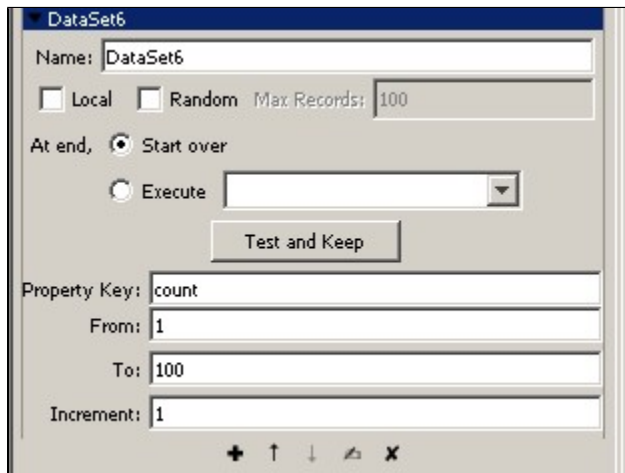 DataSet6
Name: DataSet6
Local Random Max Records: 100
At end, Start over
Execute
Test and Keep
Property Key: count
From: 1
To: 100
Increment: 1